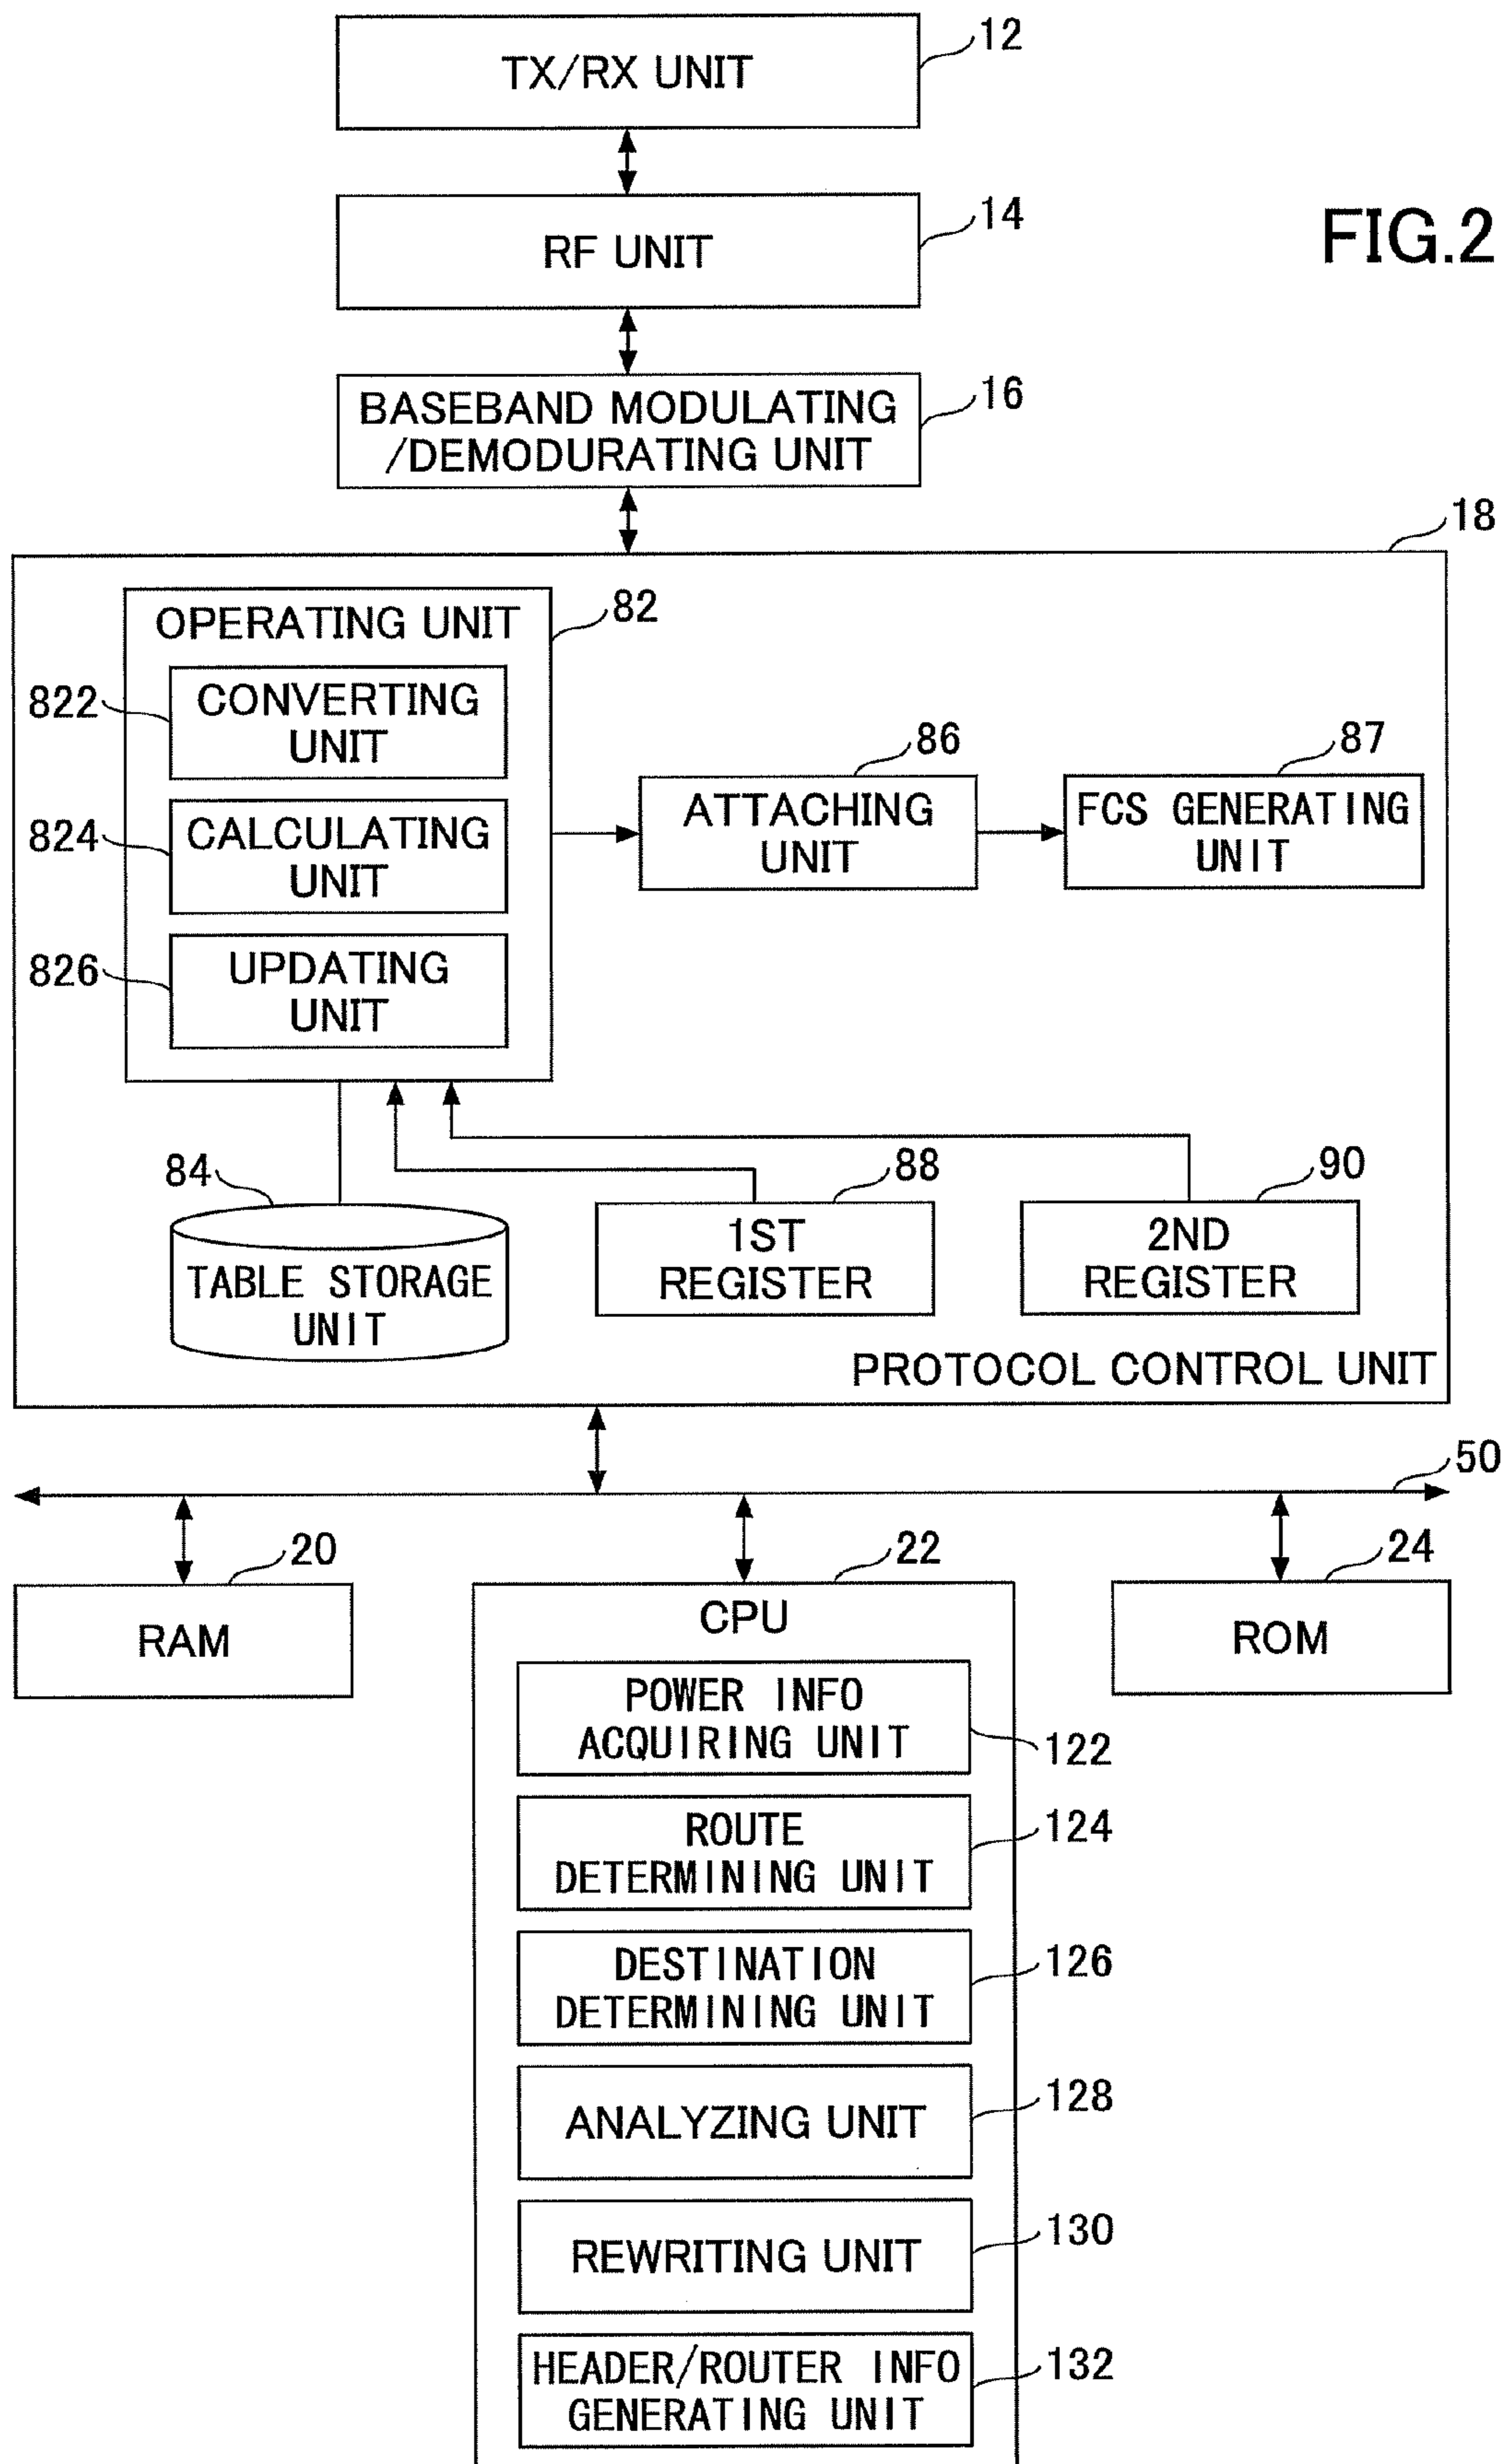 12
TX/RX UNIT
14
RF UNIT
FIG.2
16
BASEBAND MODULATING
/DEMODURATING UNIT
18
OPERATING UNIT
82
822
CONVERTING
UNIT
86
87
ATTACHING
UNIT
FCS GENERATING
UNIT
824
CALCULATING
UNIT
826
UPDATING
UNIT
84
88
90
TABLE STORAGE
UNIT
1ST
REGISTER
2ND
REGISTER
PROTOCOL CONTROL UNIT
50
20
22
24
RAM
CPU
ROM
POWER INFO
ACQUIRING UNIT
122
ROUTE
DETERMINING UNIT
124
DESTINATION
DETERMINING UNIT
126
ANALYZING UNIT
128
REWRITING UNIT
130
HEADER/ROUTER INFO
GENERATING UNIT
132